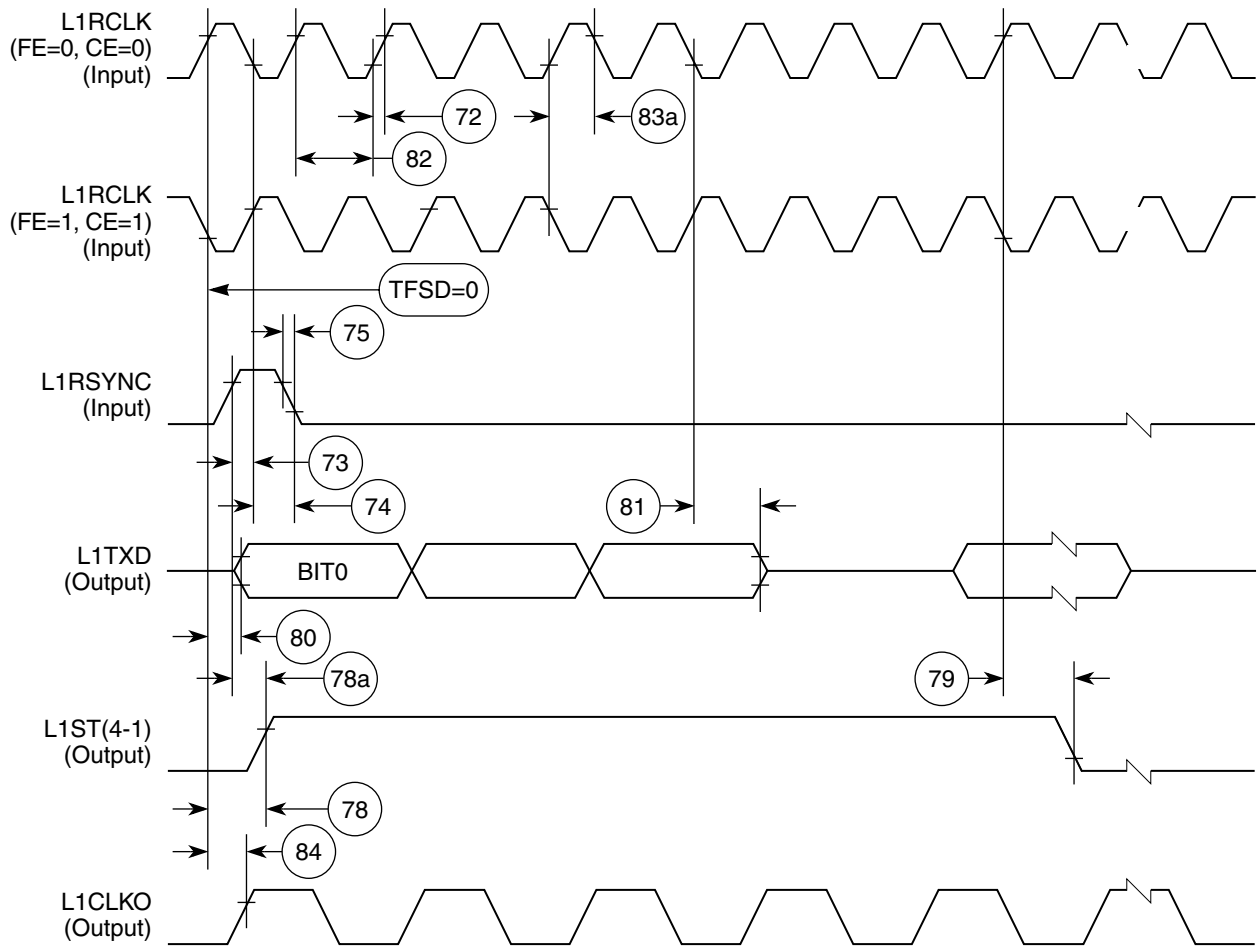 L1RCLK
(FE=0, CE=0)
(Input)
72
83a
82
L1RCLK
(FE=1, CE=1)
(Input)
TFSD=0
75
L1RSYNC
(Input)
73
74
81
L1TXD
(Output)
BIT0
80
78a
79
L1ST(4-1)
(Output)
78
84
L1CLKO
(Output)